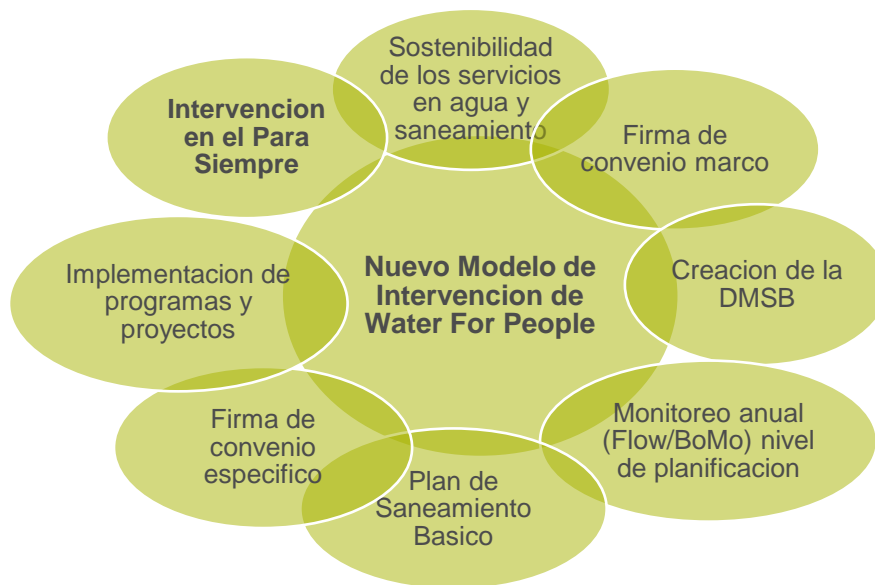 Sostenibilidad
de los servicios
en agua y
saneamiento
Firma de
convenio marco
Creacion de la
DMSB
Monitoreo anual
(Flow/BoMo) nivel
de planificacion
Plan de
Saneamiento
Basico
Firma de
convenio
especifico
Implementacion de
programas y
proyectos
Intervencion
en el Para
Siempre
Nuevo Modelo de
Intervencion de
Water For People